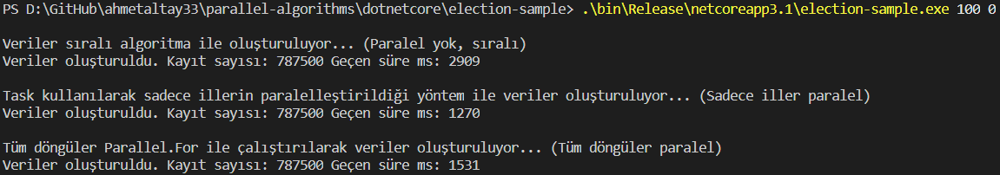 PS D:\GitHub\ahmetaltay33\parallel-algorithms\dotnetcore\election-sample> .\bin\Release\netcoreapp3.1\election-sample.exe 100 0
Veriler sıralı algoritma ile oluşturuluyor... (Paralel yok, sıralı)
Veriler oluşturuldu. Kayıt sayısı: 787500 Geçen süre ms: 2909
Task kullanılarak sadece illerin paralelleştirildiği yöntem ile veriler oluşturuluyor... (Sadece iller paralel)
Veriler oluşturuldu. Kayıt sayısı: 787500 Geçen süre ms: 1270
Tüm döngüler Parallel.For ile çalıştırılarak veriler oluşturuluyor... (Tüm döngüler paralel)
Veriler oluşturuldu. Kayıt sayısı: 787500 Geçen süre ms: 1531